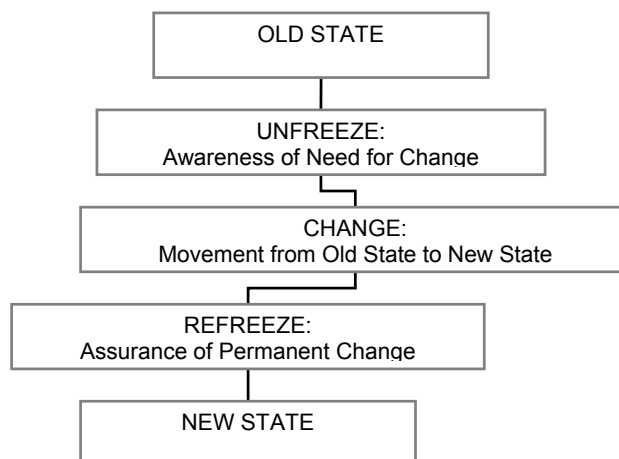 OLD STATE
UNFREEZE:
Awareness of Need for Change
CHANGE:
Movement from Old State to New State
REFREEZE:
Assurance of Permanent Change
NEW STATE